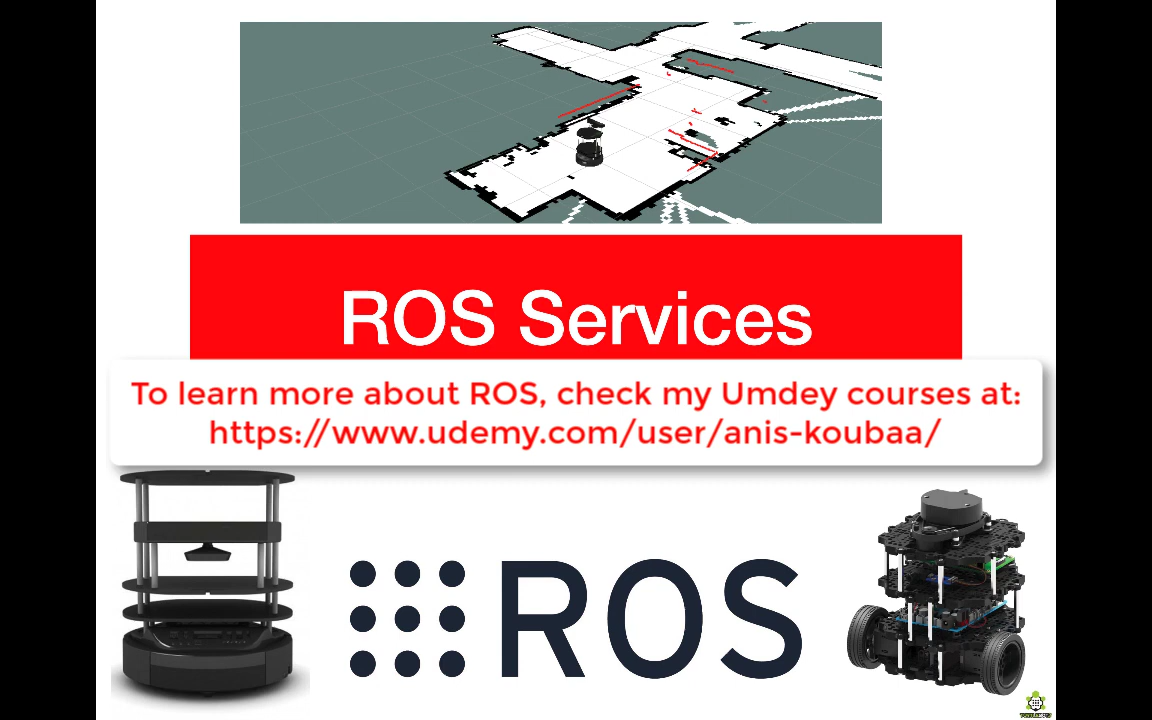 ROS Services
To learn more about ROS, check my Umdey courses at:
https://www.udemy.com/user/anis-koubaa/
ROS